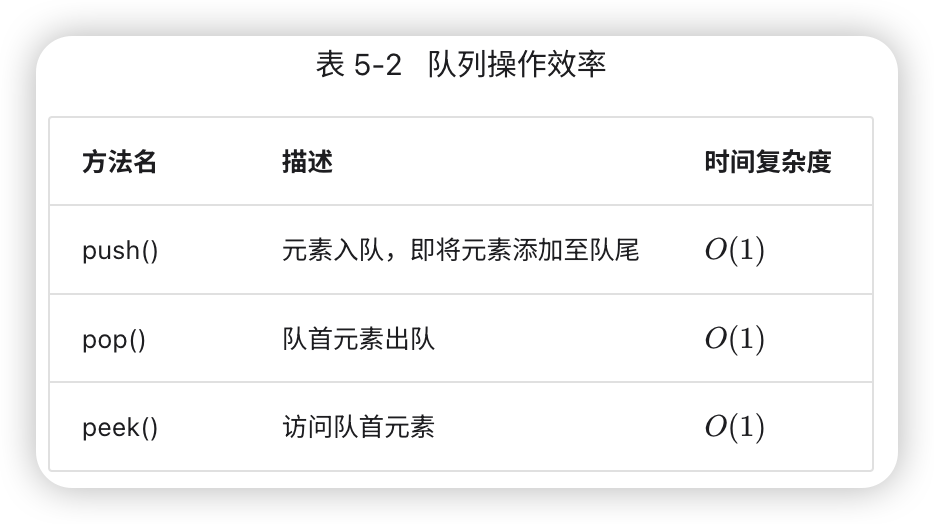 表 5-2 队列操作效率
方法名 描述 时间复杂度
push() 元素入队，即将元素添加至队尾 O(1)
pop() 队首元素出队 O(1)
peek() 访问队首元素 O(1)